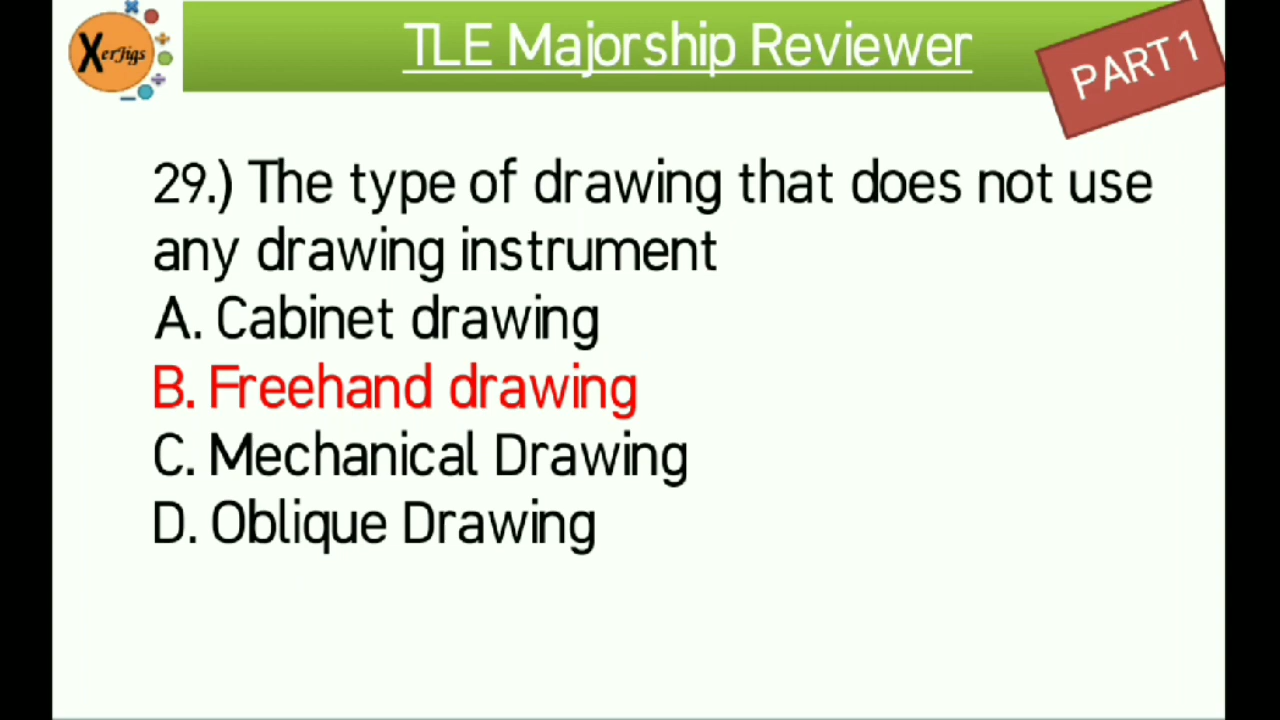 XerJigs
TLE Majorship Reviewer
PART 1
29.) The type of drawing that does not use
any drawing instrument
A. Cabinet drawing
B. Freehand drawing
C. Mechanical Drawing
D. Oblique Drawing